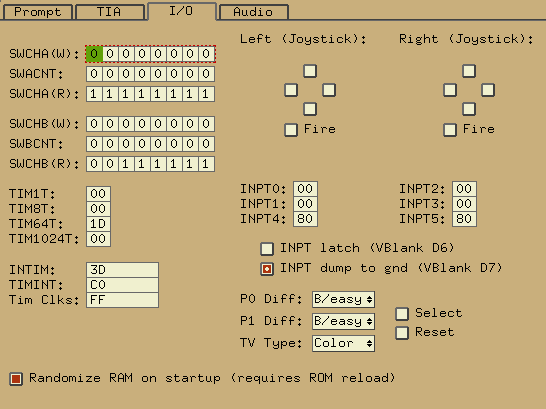 Prompt TIA I/O Audio
Left (Joystick): Right (Joystick):
SWCHA(W): 0 0 0 0 0 0 0 0
SWACNT: 0 0 0 0 0 0 0 0
SWCHA(R): 1 1 1 1 1 1 1 1
Fire Fire
SWCHB(W): 0 0 0 0 0 0 0 0
SWBCNT: 0 0 0 0 0 0 0 0
SWCHB(R): 0 0 1 1 1 1 1 1
TIM1T: 00
TIM8T: 00
TIM64T: 1D
TIM1024T: 00
INPT0: 00 INPT2: 00
INPT1: 00 INPT3: 00
INPT4: 80 INPT5: 80
INPT latch (VBlank D6)
INPT dump to gnd (VBlank D7)
INTIM: 3D
TIMINT: C0
Tim Clks: FF
P0 Diff: B/easy
P1 Diff: B/easy
TV Type: Color
Select
Reset
Randomize RAM on startup (requires ROM reload)